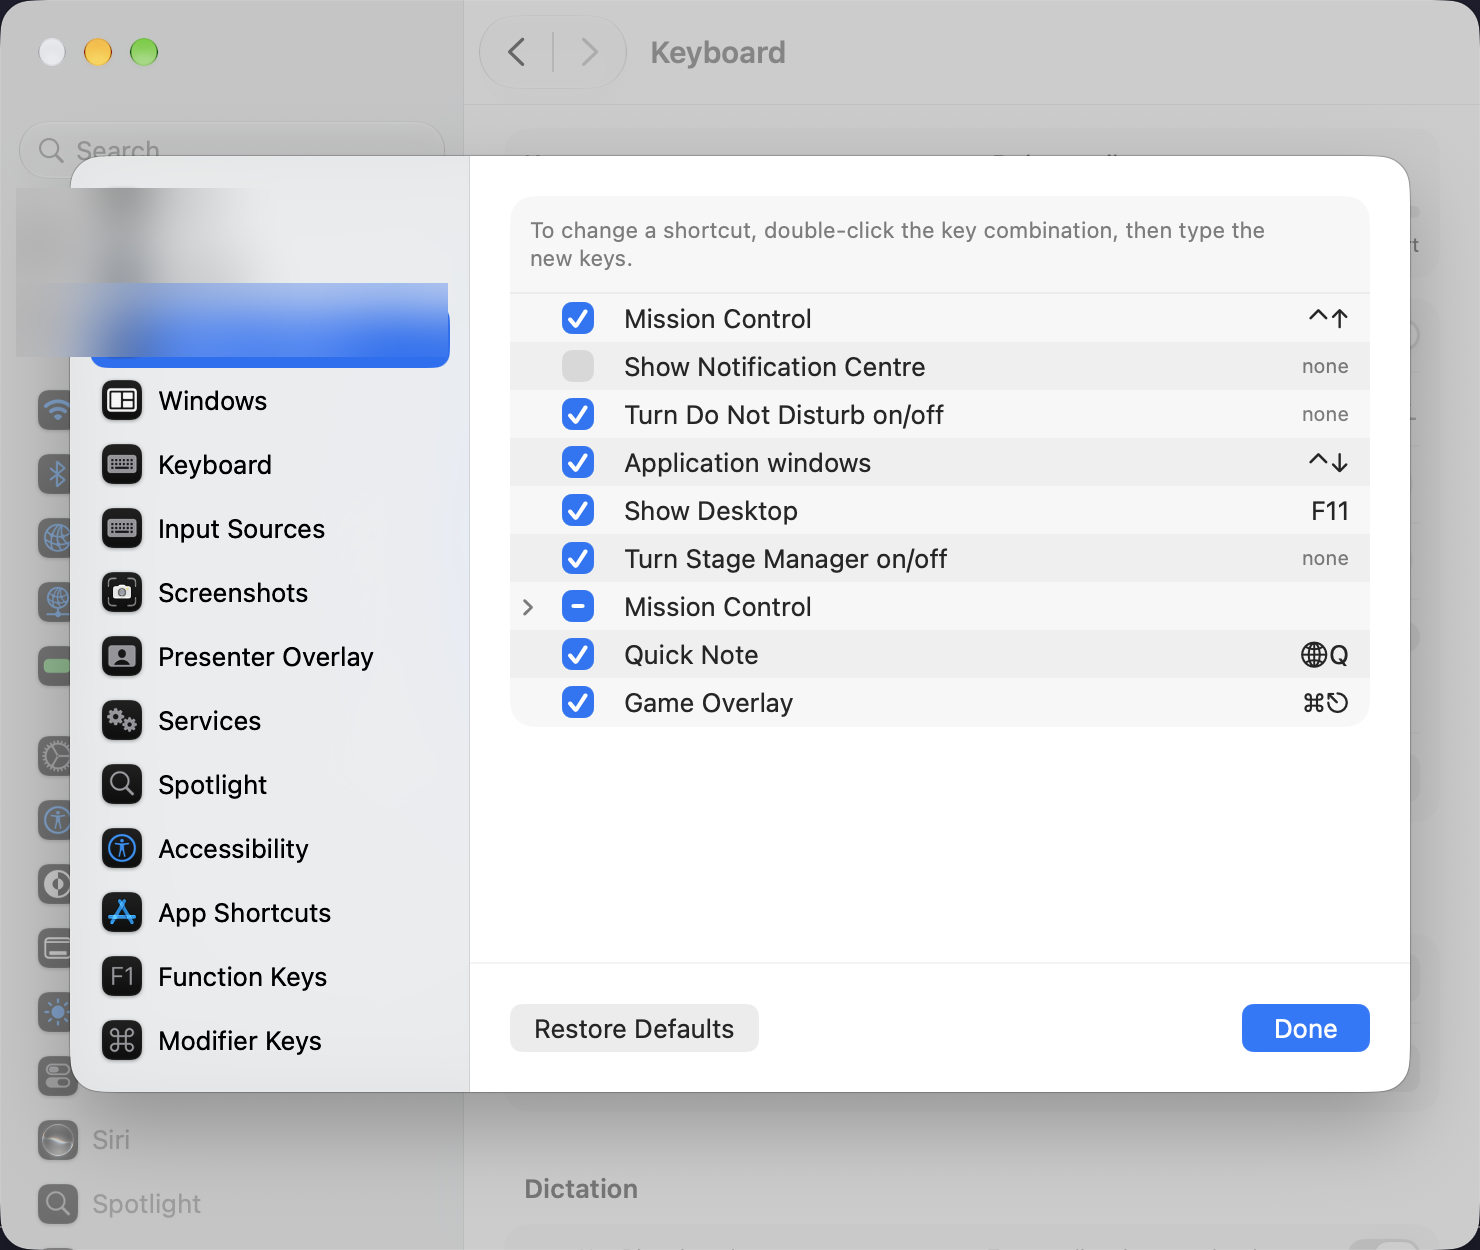 Keyboard
Search
To change a shortcut, double-click the key combination, then type the
new keys.
Mission Control ^↑
Show Notification Centre none
Turn Do Not Disturb on/off none
Application windows ^↓
Show Desktop F11
Turn Stage Manager on/off none
Mission Control
Quick Note 🌐Q
Game Overlay ⌘⎋
Windows
Keyboard
Input Sources
Screenshots
Presenter Overlay
Services
Spotlight
Accessibility
App Shortcuts
F1 Function Keys
Modifier Keys
Restore Defaults
Done
Siri
Spotlight
Dictation